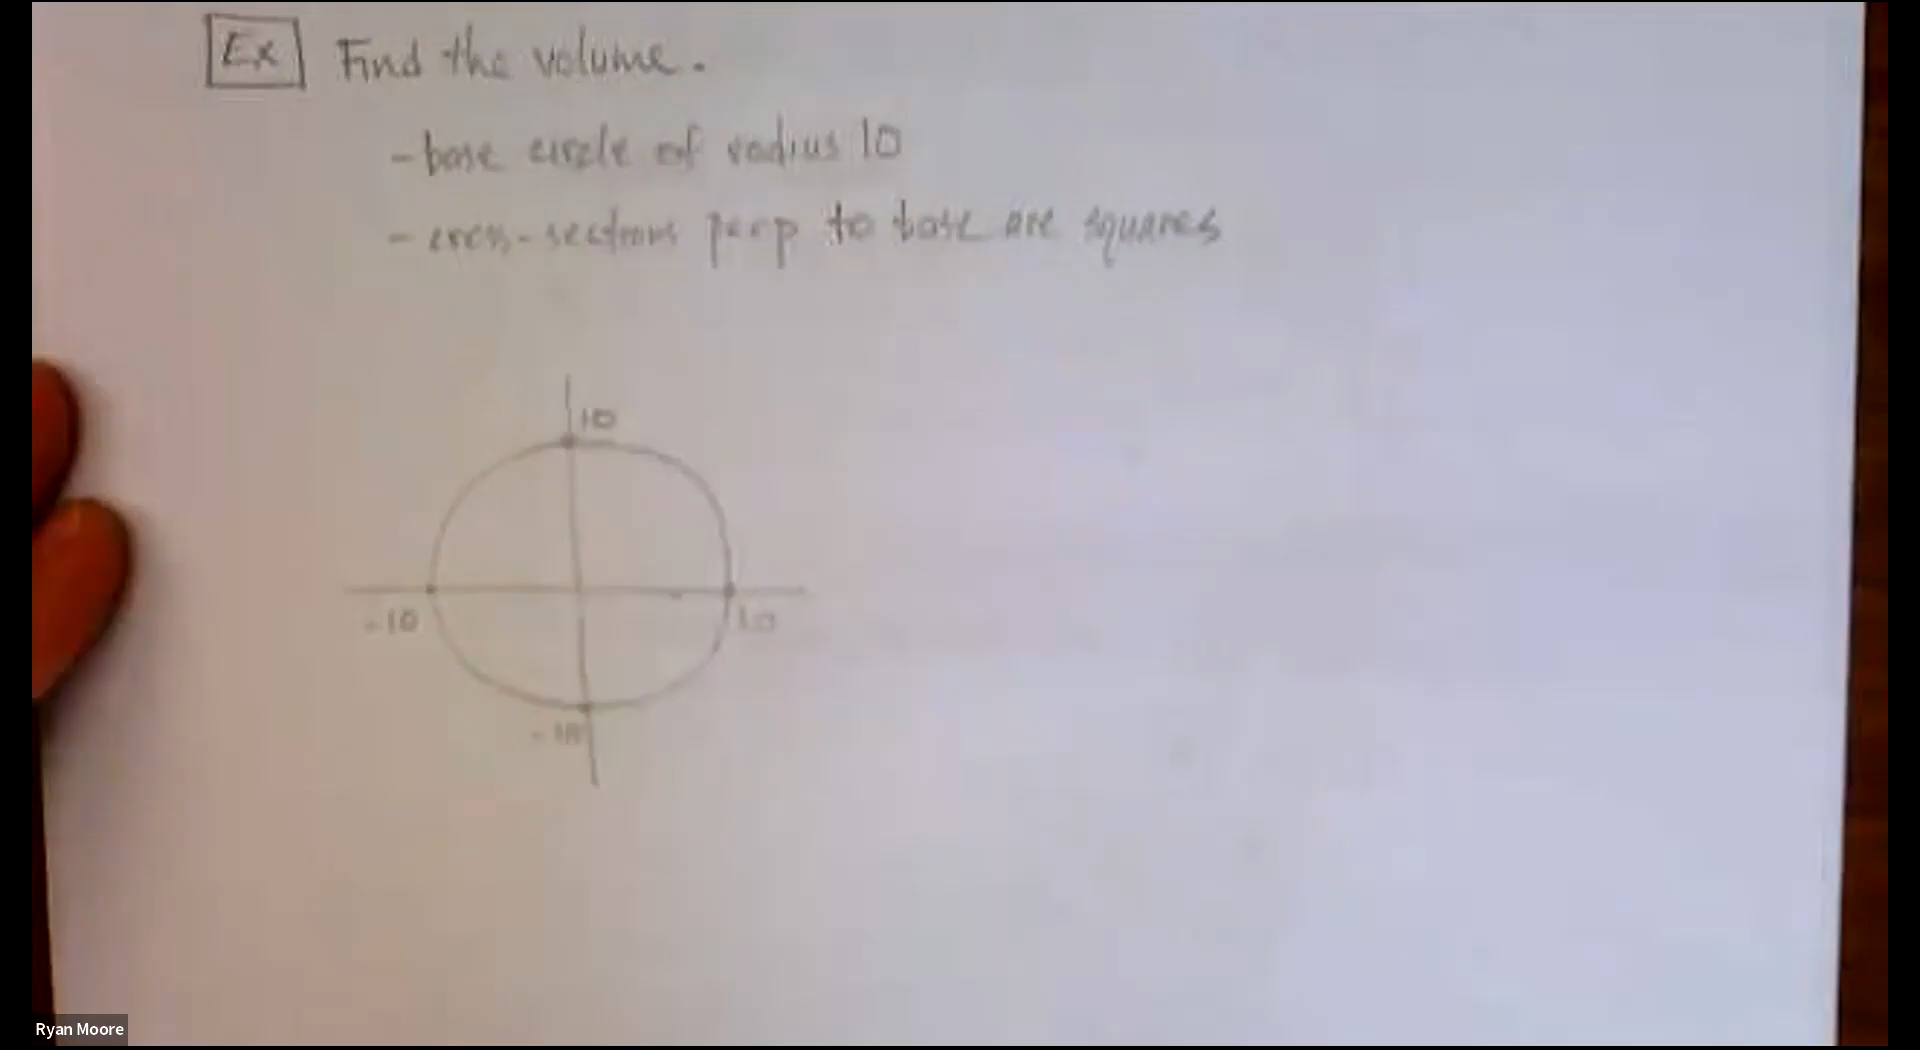 Ex Find the volume.
- base circle of radius 10
- cross-sections perp to base are squares
10
-10 10
-10
Ryan Moore